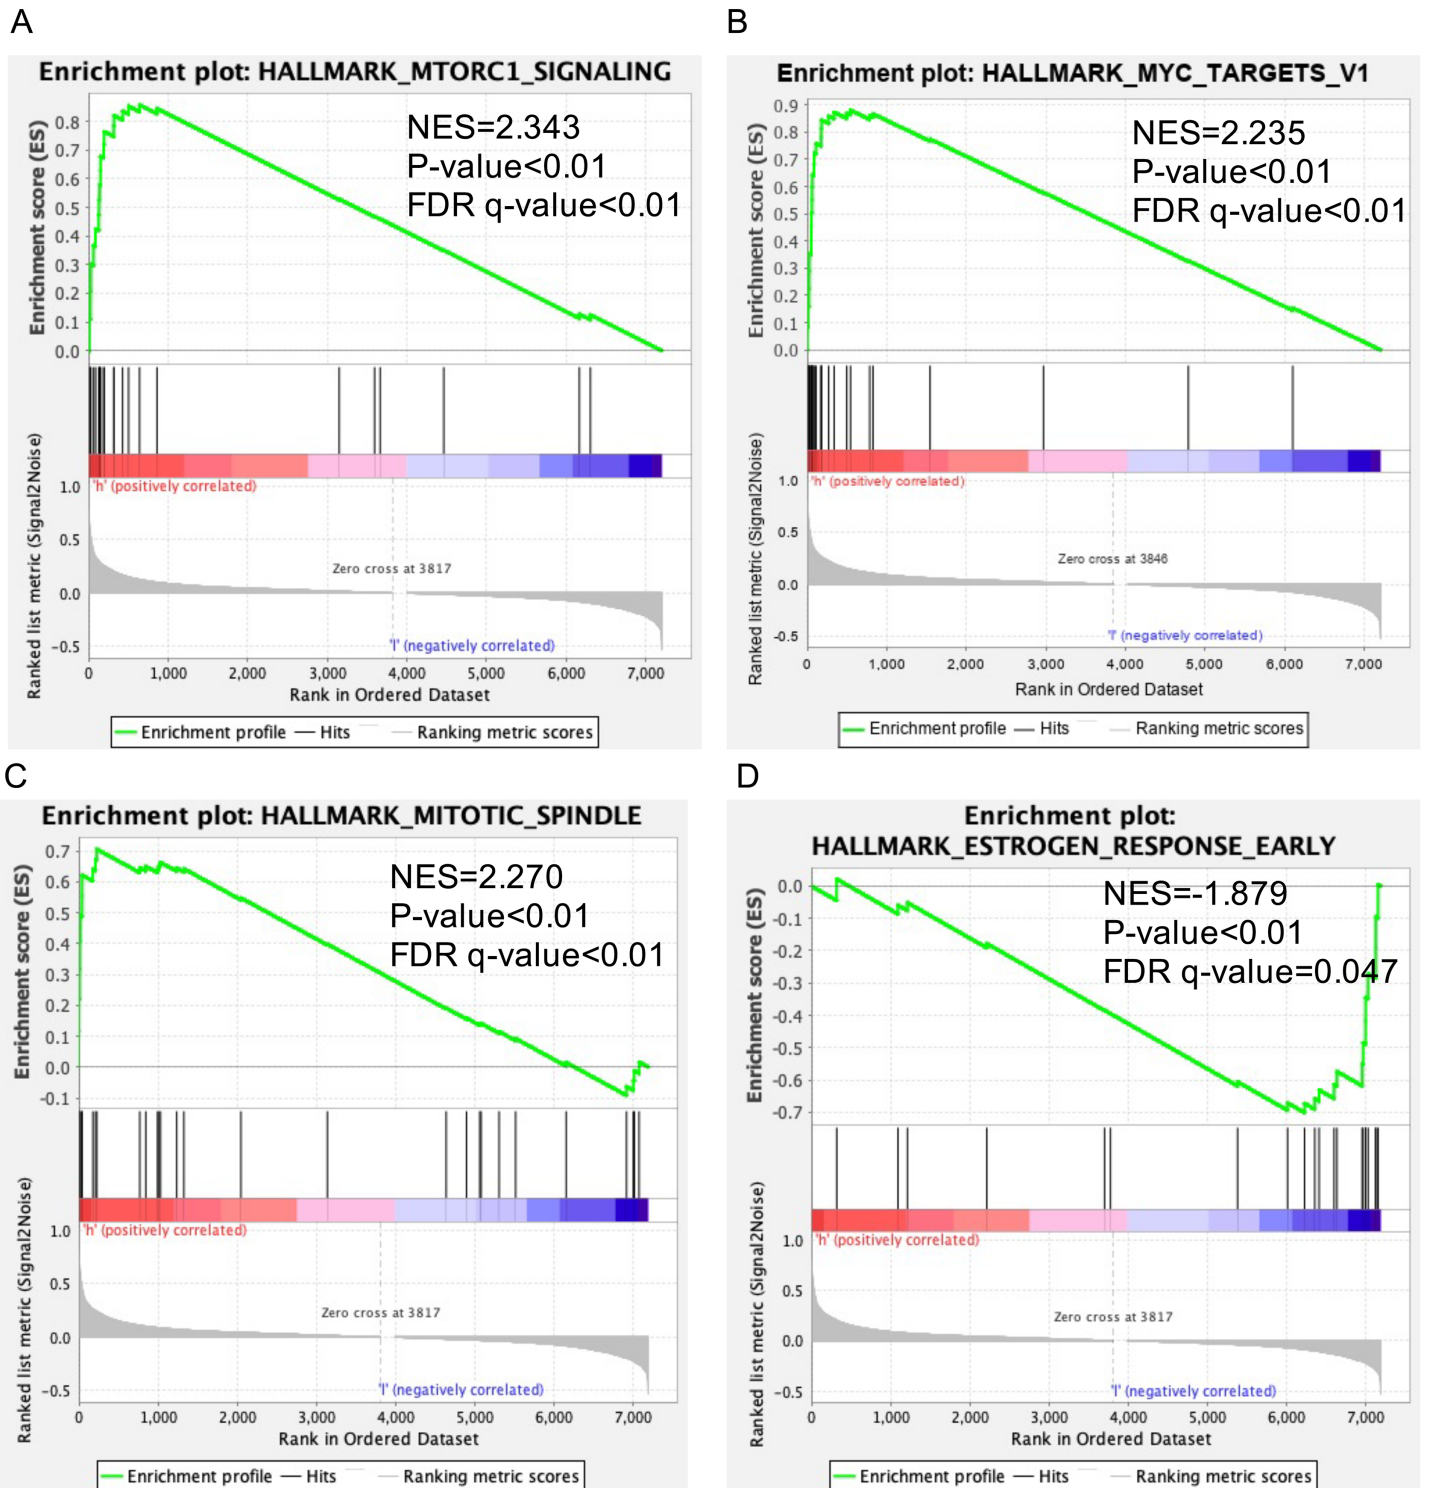 A
Enrichment plot: HALLMARK_MTORC1_SIGNALING
Enrichment score (ES)
0.8
0.7
0.6
0.5
0.4
0.3
0.2
0.1
0.0
NES=2.343
P-value<0.01
FDR q-value<0.01
Ranked list metric (Signal2Noise)
1.0
0.5
0.0
-0.5
'h' (positively correlated)
Zero cross at 3817
'l' (negatively correlated)
0 1,000 2,000 3,000 4,000 5,000 6,000 7,000
Rank in Ordered Dataset
Enrichment profile Hits Ranking metric scores
B
Enrichment plot: HALLMARK_MYC_TARGETS_V1
Enrichment score (ES)
0.9
0.8
0.7
0.6
0.5
0.4
0.3
0.2
0.1
0.0
NES=2.235
P-value<0.01
FDR q-value<0.01
Ranked list metric (Signal2Noise)
1.0
0.5
0.0
-0.5
'h' (positively correlated)
Zero cross at 3846
'l' (negatively correlated)
0 1,000 2,000 3,000 4,000 5,000 6,000 7,000
Rank in Ordered Dataset
Enrichment profile Hits Ranking metric scores
C
Enrichment plot: HALLMARK_MITOTIC_SPINDLE
Enrichment score (ES)
0.7
0.6
0.5
0.4
0.3
0.2
0.1
0.0
-0.1
NES=2.270
P-value<0.01
FDR q-value<0.01
Ranked list metric (Signal2Noise)
1.0
0.5
0.0
-0.5
'h' (positively correlated)
Zero cross at 3817
'l' (negatively correlated)
0 1,000 2,000 3,000 4,000 5,000 6,000 7,000
Rank in Ordered Dataset
Enrichment profile Hits Ranking metric scores
D
Enrichment plot:
HALLMARK_ESTROGEN_RESPONSE_EARLY
Enrichment score (ES)
0.0
-0.1
-0.2
-0.3
-0.4
-0.5
-0.6
-0.7
NES=-1.879
P-value<0.01
FDR q-value=0.047
Ranked list metric (Signal2Noise)
1.0
0.5
0.0
-0.5
'h' (positively correlated)
Zero cross at 3817
'l' (negatively correlated)
0 1,000 2,000 3,000 4,000 5,000 6,000 7,000
Rank in Ordered Dataset
Enrichment profile Hits Ranking metric scores